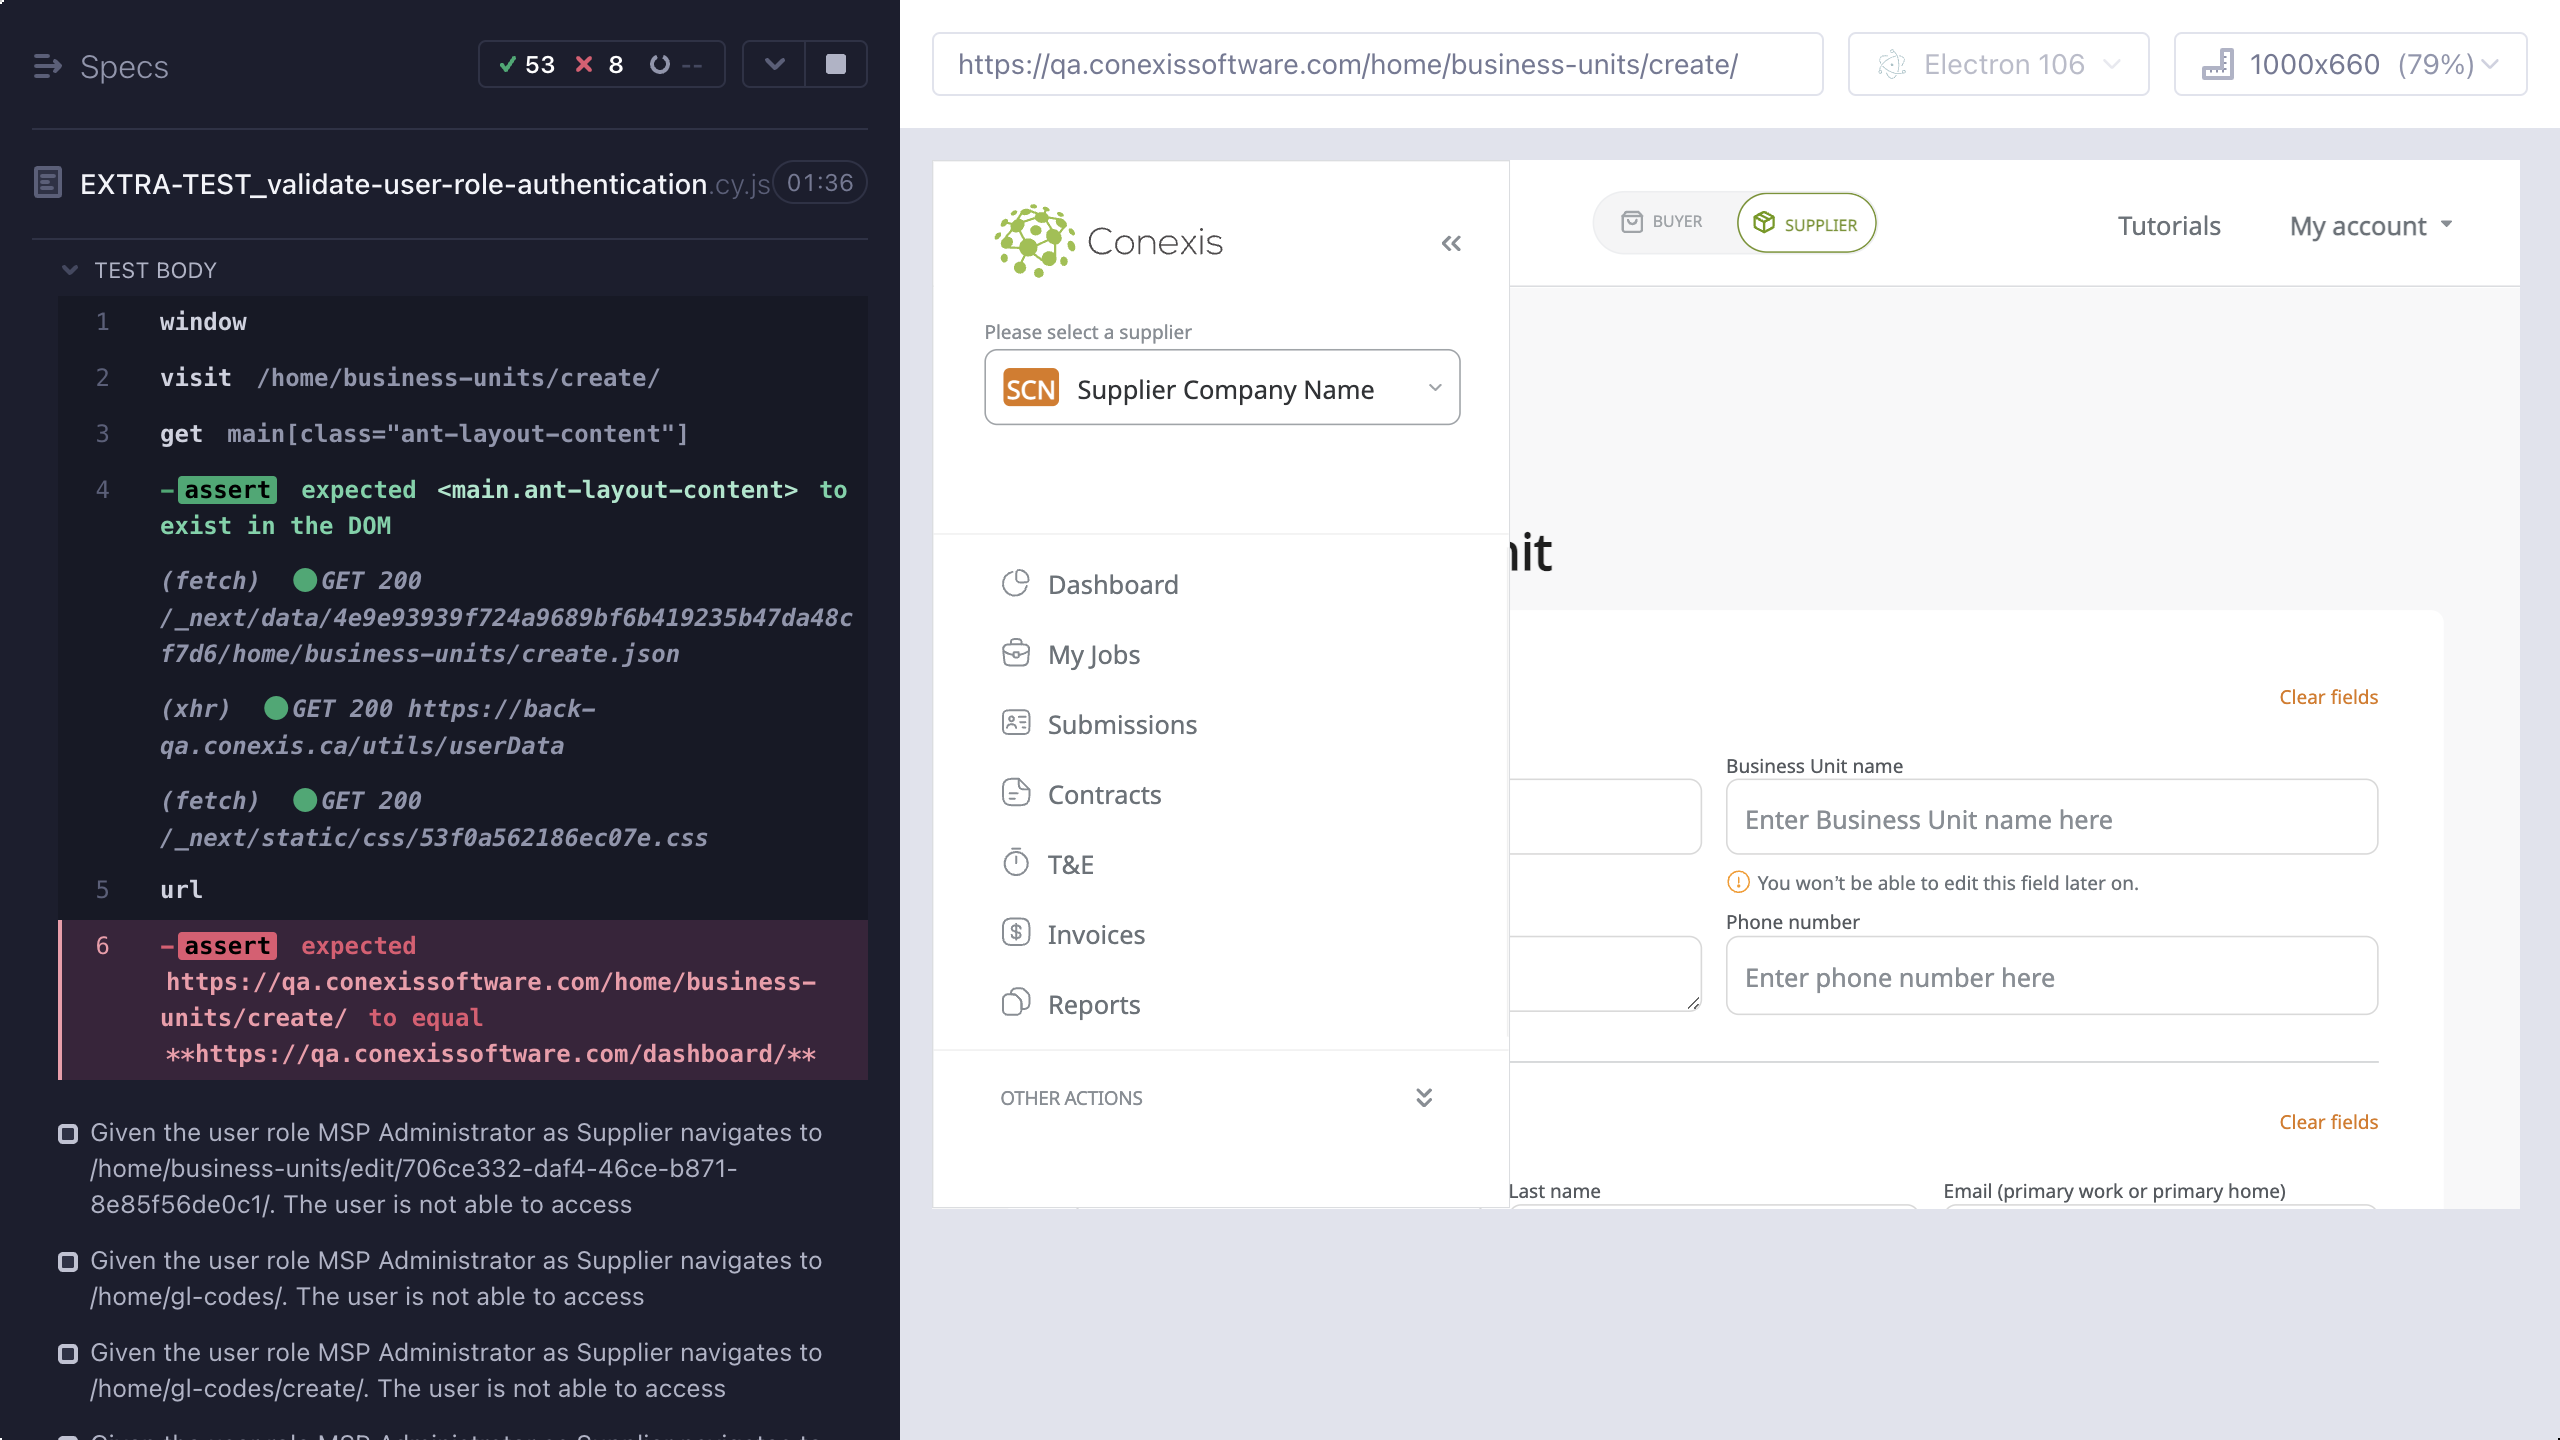 Specs
53 8 --
EXTRA-TEST_validate-user-role-authentication.cy.js 01:36
TEST BODY
1 window
2 visit /home/business-units/create/
3 get main[class="ant-layout-content"]
4 -assert expected <main.ant-layout-content> to
exist in the DOM
(fetch) GET 200
/_next/data/4e9e93939f724a9689bf6b419235b47da48c
f7d6/home/business-units/create.json
(xhr) GET 200 https://back-
qa.conexis.ca/utils/userData
(fetch) GET 200
/_next/static/css/53f0a562186ec07e.css
5 url
6 -assert expected
https://qa.conexissoftware.com/home/business-
units/create/ to equal
**https://qa.conexissoftware.com/dashboard/**
Given the user role MSP Administrator as Supplier navigates to
/home/business-units/edit/706ce332-daf4-46ce-b871-
8e85f56de0c1/. The user is not able to access
Given the user role MSP Administrator as Supplier navigates to
/home/gl-codes/. The user is not able to access
Given the user role MSP Administrator as Supplier navigates to
/home/gl-codes/create/. The user is not able to access
https://qa.conexissoftware.com/home/business-units/create/
Electron 106
1000x660 (79%)
Conexis
BUYER
SUPPLIER
Tutorials
My account
Please select a supplier
SCN Supplier Company Name
Dashboard
My Jobs
Submissions
Contracts
T&E
Invoices
Reports
OTHER ACTIONS
nit
Clear fields
Business Unit name
Enter Business Unit name here
You won't be able to edit this field later on.
Phone number
Enter phone number here
Clear fields
Last name
Email (primary work or primary home)